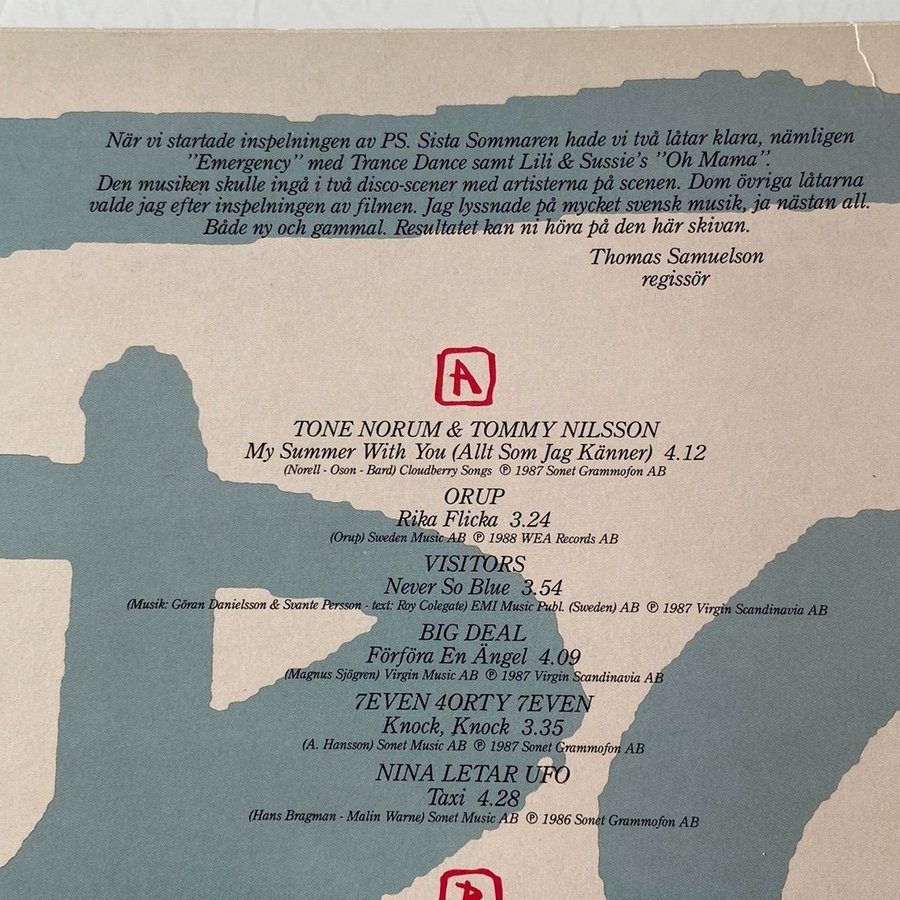 När vi startade inspelningen av PS. Sista Sommaren hade vi två låtar klara, nämligen
"Emergency" med Trance Dance samt Lili & Sussie's "Oh Mama".
Den musiken skulle ingå i två disco-scener med artisterna på scenen. Dom övriga låtarna
valde jag efter inspelningen av filmen. Jag lyssnade på mycket svensk musik, ja nästan all.
Både ny och gammal. Resultatet kan ni höra på den här skivan.
Thomas Samuelson
regissör
A
TONE NORUM & TOMMY NILSSON
My Summer With You (Allt Som Jag Känner) 4.12
(Norell - Oson - Bard) Cloudberry Songs ℗ 1987 Sonet Grammofon AB
ORUP
Rika Flicka 3.24
(Orup) Sweden Music AB ℗ 1988 WEA Records AB
VISITORS
Never So Blue 3.54
(Musik: Göran Danielsson & Svante Persson - text: Roy Colegate) EMI Music Publ. (Sweden) AB ℗ 1987 Virgin Scandinavia AB
BIG DEAL
Förföra En Ängel 4.09
(Magnus Sjögren) Virgin Music AB ℗ 1987 Virgin Scandinavia AB
7EVEN 4ORTY 7EVEN
Knock, Knock 3.35
(A. Hansson) Sonet Music AB ℗ 1987 Sonet Grammofon AB
NINA LETAR UFO
Taxi 4.28
(Hans Bragman - Malin Warne) Sonet Music AB ℗ 1986 Sonet Grammofon AB
B